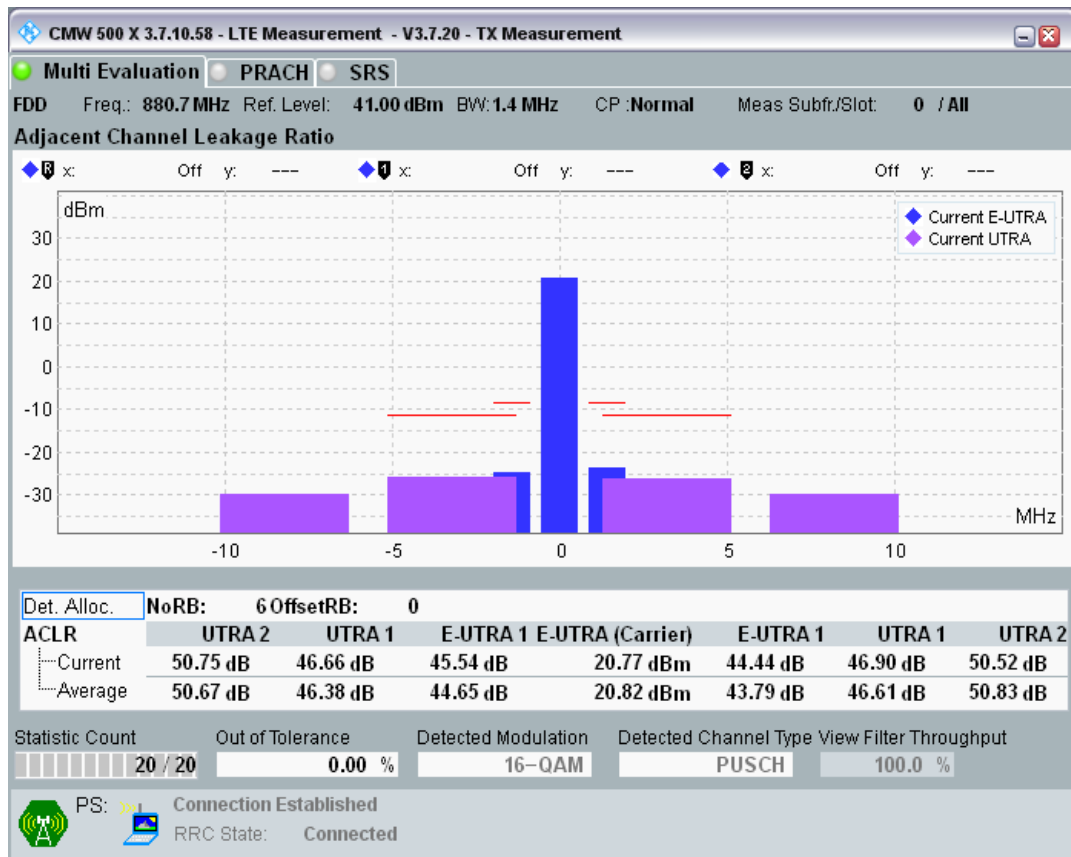 CMW 500 X 3.7.10.58 - LTE Measurement - V3.7.20 - TX Measurement
Multi Evaluation PRACH SRS
FDD Freq.: 880.7 MHz Ref. Level: 41.00 dBm BW: 1.4 MHz CP :Normal Meas Subfr./Slot: 0 / All
Adjacent Channel Leakage Ratio
R x: Off y: --- 1 x: Off y: --- 2 x: Off y: ---
dBm
Current E-UTRA
Current UTRA
30
20
10
0
-10
-20
-30
MHz
-10 -5 0 5 10
Det. Alloc. NoRB: 6 OffsetRB: 0
ACLR UTRA 2 UTRA 1 E-UTRA 1 E-UTRA (Carrier) E-UTRA 1 UTRA 1 UTRA 2
Current 50.75 dB 46.66 dB 45.54 dB 20.77 dBm 44.44 dB 46.90 dB 50.52 dB
Average 50.67 dB 46.38 dB 44.65 dB 20.82 dBm 43.79 dB 46.61 dB 50.83 dB
Statistic Count Out of Tolerance Detected Modulation Detected Channel Type View Filter Throughput
20 / 20 0.00 % 16-QAM PUSCH 100.0 %
PS: Connection Established
RRC State: Connected